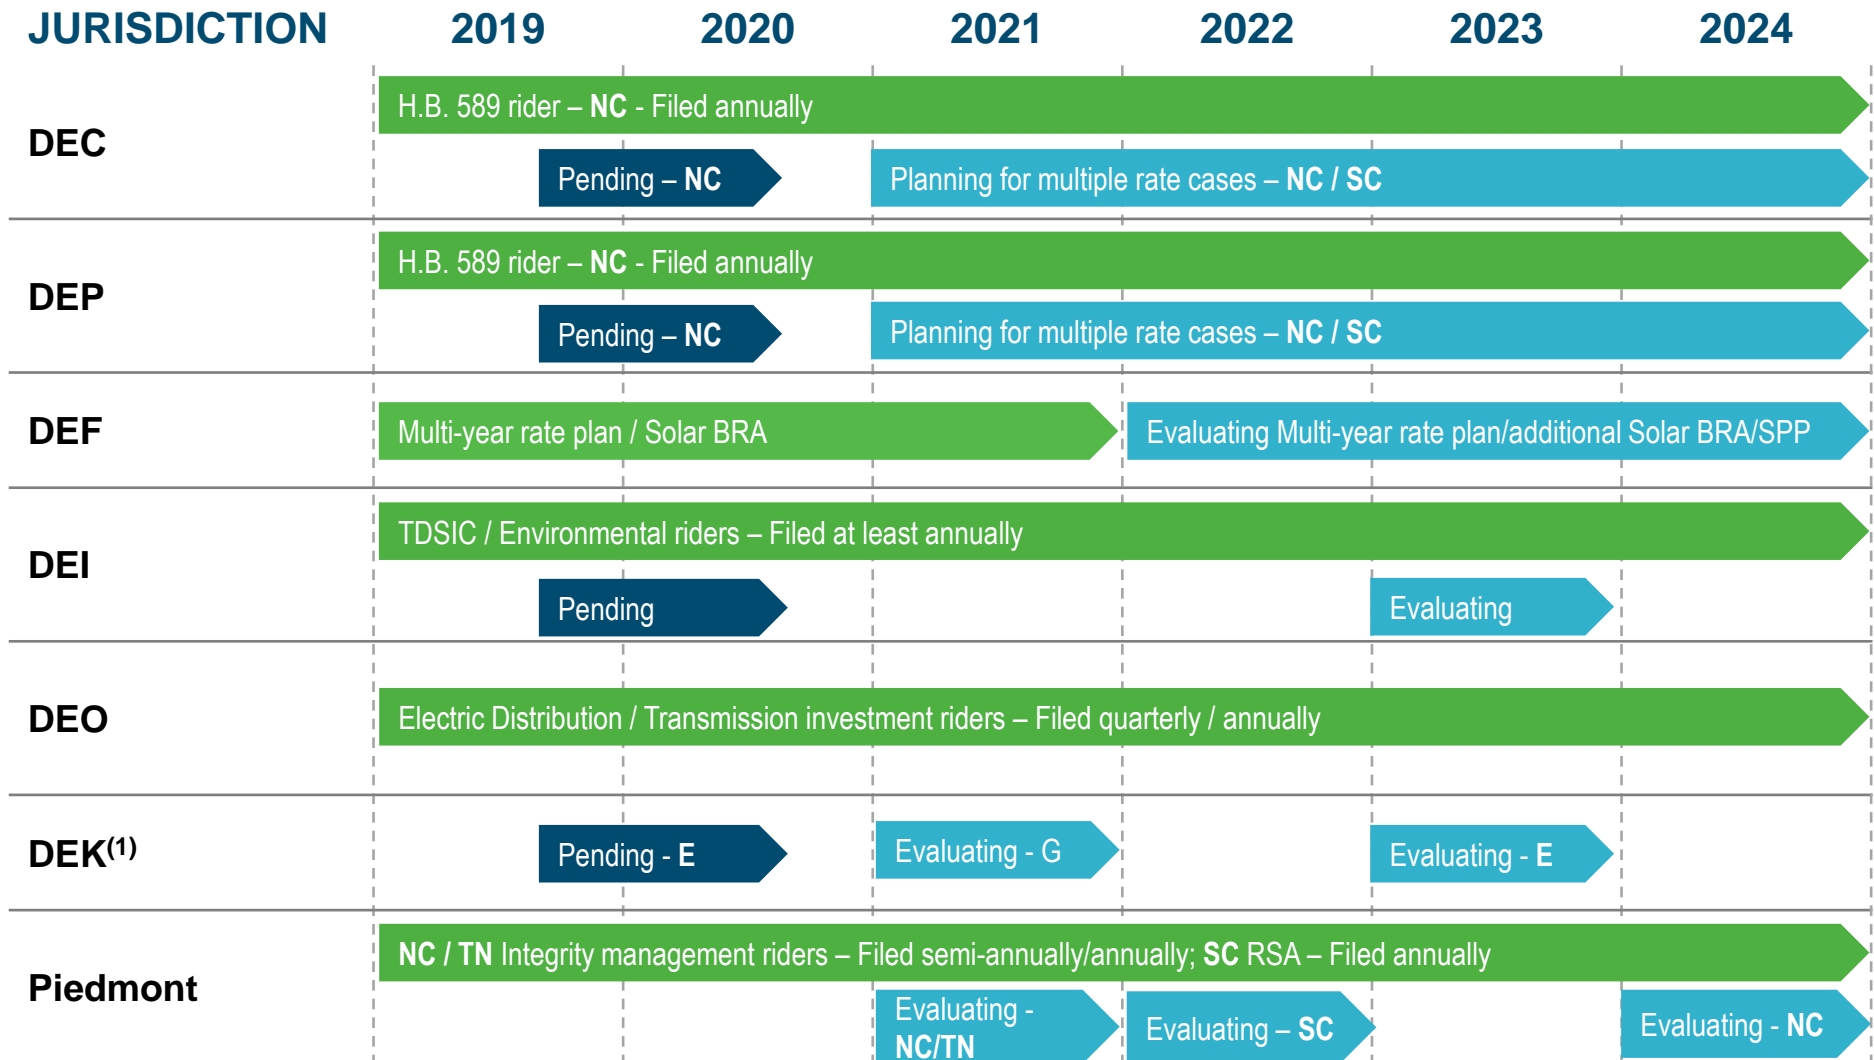 JURISDICTION 2019 2020 2021 2022 2023 2024
DEC
H.B. 589 rider – NC - Filed annually
Pending – NC
Planning for multiple rate cases – NC / SC
DEP
H.B. 589 rider – NC - Filed annually
Pending – NC
Planning for multiple rate cases – NC / SC
DEF
Multi-year rate plan / Solar BRA
Evaluating Multi-year rate plan/additional Solar BRA/SPP
DEI
TDSIC / Environmental riders – Filed at least annually
Pending
Evaluating
DEO
Electric Distribution / Transmission investment riders – Filed quarterly / annually
DEK(1)
Pending - E
Evaluating - G
Evaluating - E
Piedmont
NC / TN Integrity management riders – Filed semi-annually/annually; SC RSA – Filed annually
Evaluating -
NC/TN
Evaluating – SC
Evaluating - NC